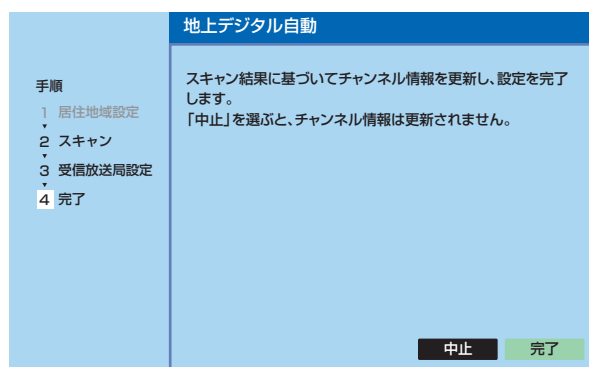 地上デジタル自動
手順
1 居住地域設定
2 スキャン
3 受信放送局設定
4 完了
スキャン結果に基づいてチャンネル情報を更新し、設定を完了
します。
「中止」を選ぶと、チャンネル情報は更新されません。
中止 完了